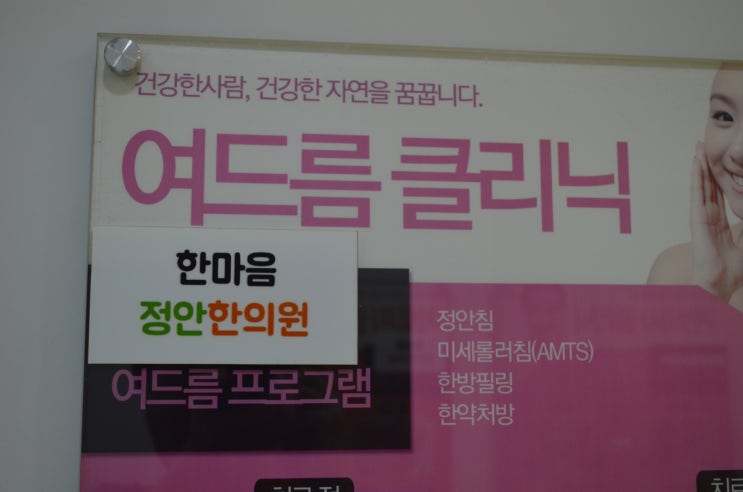 건강한사람, 건강한 자연을 꿈꿉니다.
여드름 클리닉
한마음
정안한의원
여드름 프로그램
정안침
미세롤러침(AMTS)
한방필링
한약처방